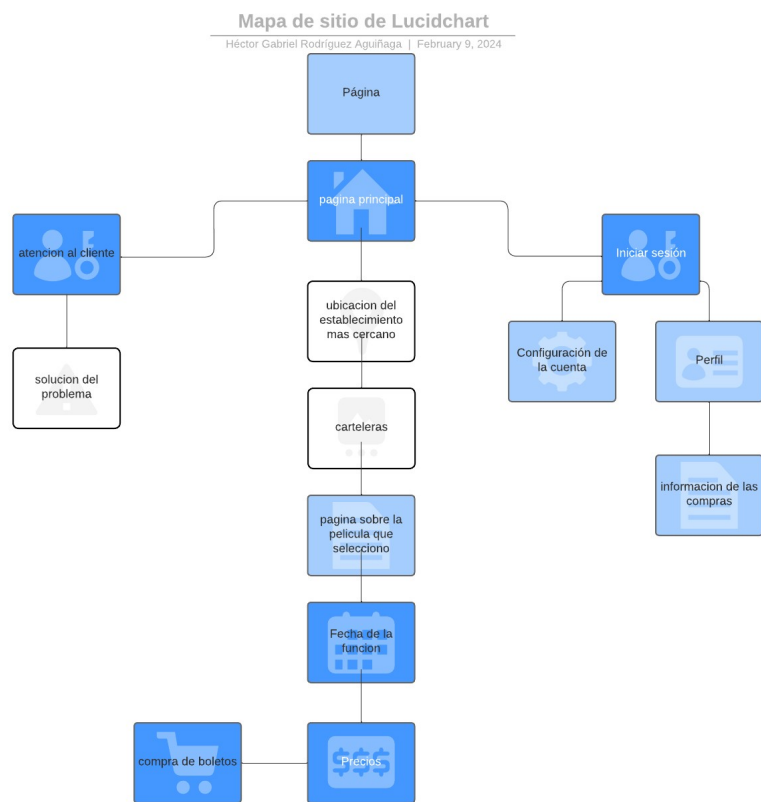 Mapa de sitio de Lucidchart
Héctor Gabriel Rodríguez Aguiñaga | February 9, 2024
Página
pagina principal
atencion al cliente
Iniciar sesión
ubicacion del
establecimiento
mas cercano
Configuración de
la cuenta
Perfil
solucion del
problema
carteleras
informacion de las
compras
pagina sobre la
pelicula que
selecciono
Fecha de la
funcion
compra de boletos
Precios
$$$